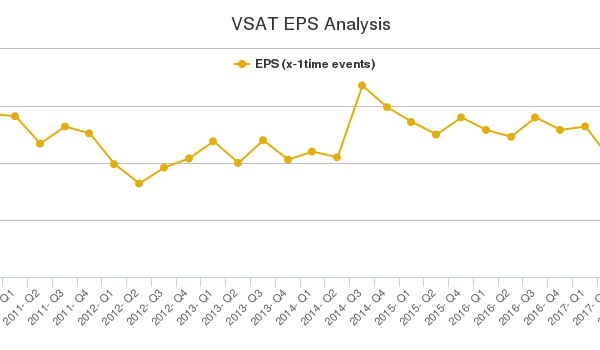 VSAT EPS Analysis
EPS (x-1time events)
Q1
2011- Q2
2011- Q3
2011- Q4
2012- Q1
2012- Q2
2012- Q3
2012- Q4
2013- Q1
2013- Q2
2013- Q3
2014- Q1
2014- Q2
2014- Q3
2014- Q4
2015- Q1
2015- Q2
2015- Q4
2016- Q1
2016- Q2
2016- Q3
2016- Q4
2017- Q1
2017-